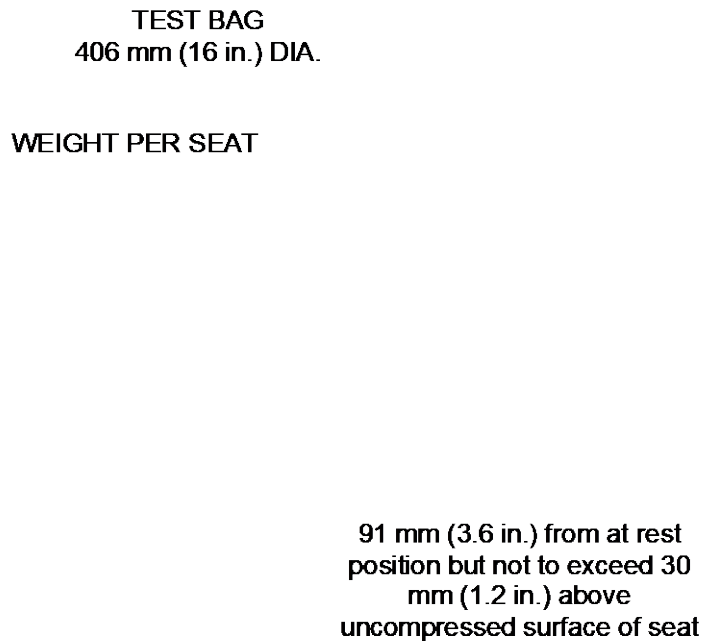 TEST BAG
406 mm (16 in.) DIA.
WEIGHT PER SEAT
91 mm (3.6 in.) from at rest
position but not to exceed 30
mm (1.2 in.) above
uncompressed surface of seat